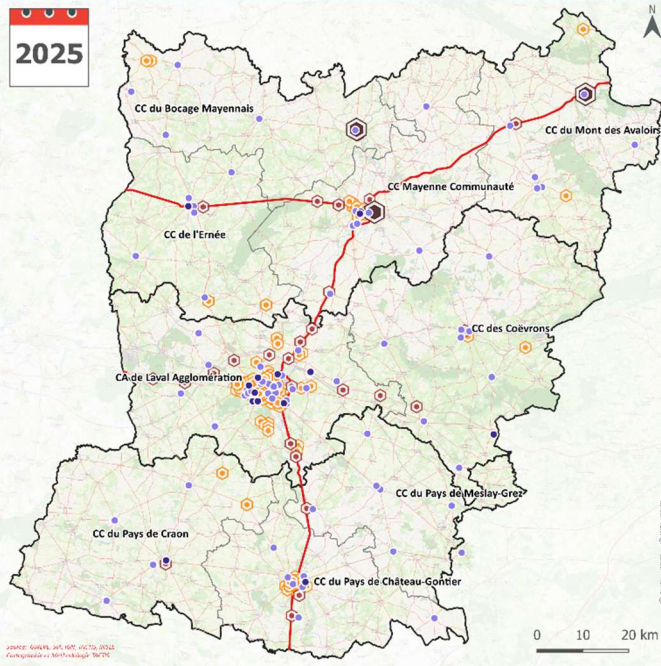 2025
N
CC du Bocage Mayennais
CC du Mont des Avaloirs
CC Mayenne Communauté
CC de l'Ernée
CC des Coëvrons
CA de Laval Agglomération
CC du Pays de Meslay-Grez
CC du Pays de Craon
CC du Pays de Château-Gontier
0 10 20 km